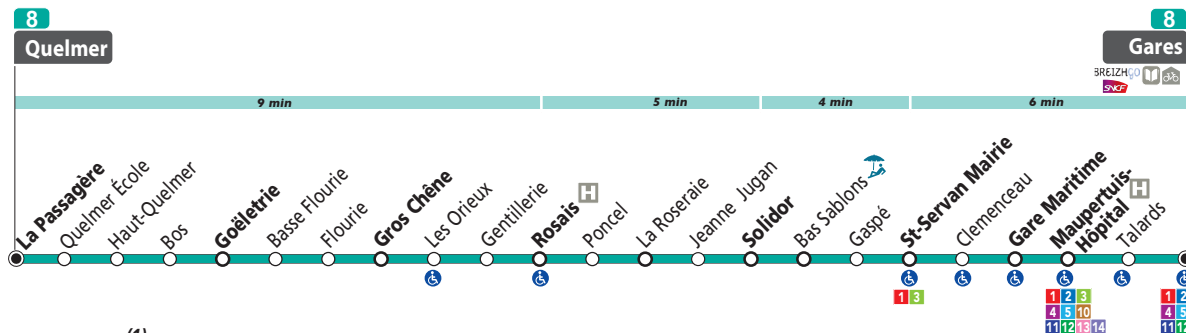 8
Quelmer
8
Gares
BREIZHGO
SNCF
9 min
5 min
4 min
6 min
La Passagère
Quelmer École
Haut-Quelmer
Bos
Goëletrie
Basse Flourie
Flourie
Gros Chêne
Les Orieux
Gentillerie
Rosais H
Poncel
La Roseraie
Jeanne Jugan
Solidor
Bas Sablons
Gaspé
St-Servan Mairie
Clemenceau
Gare Maritime
Maupertuis-
Hôpital H
Talards
1 3
1 2 3
4 5 10
11 12 13 14
1 2
4 5
11 12
(1)